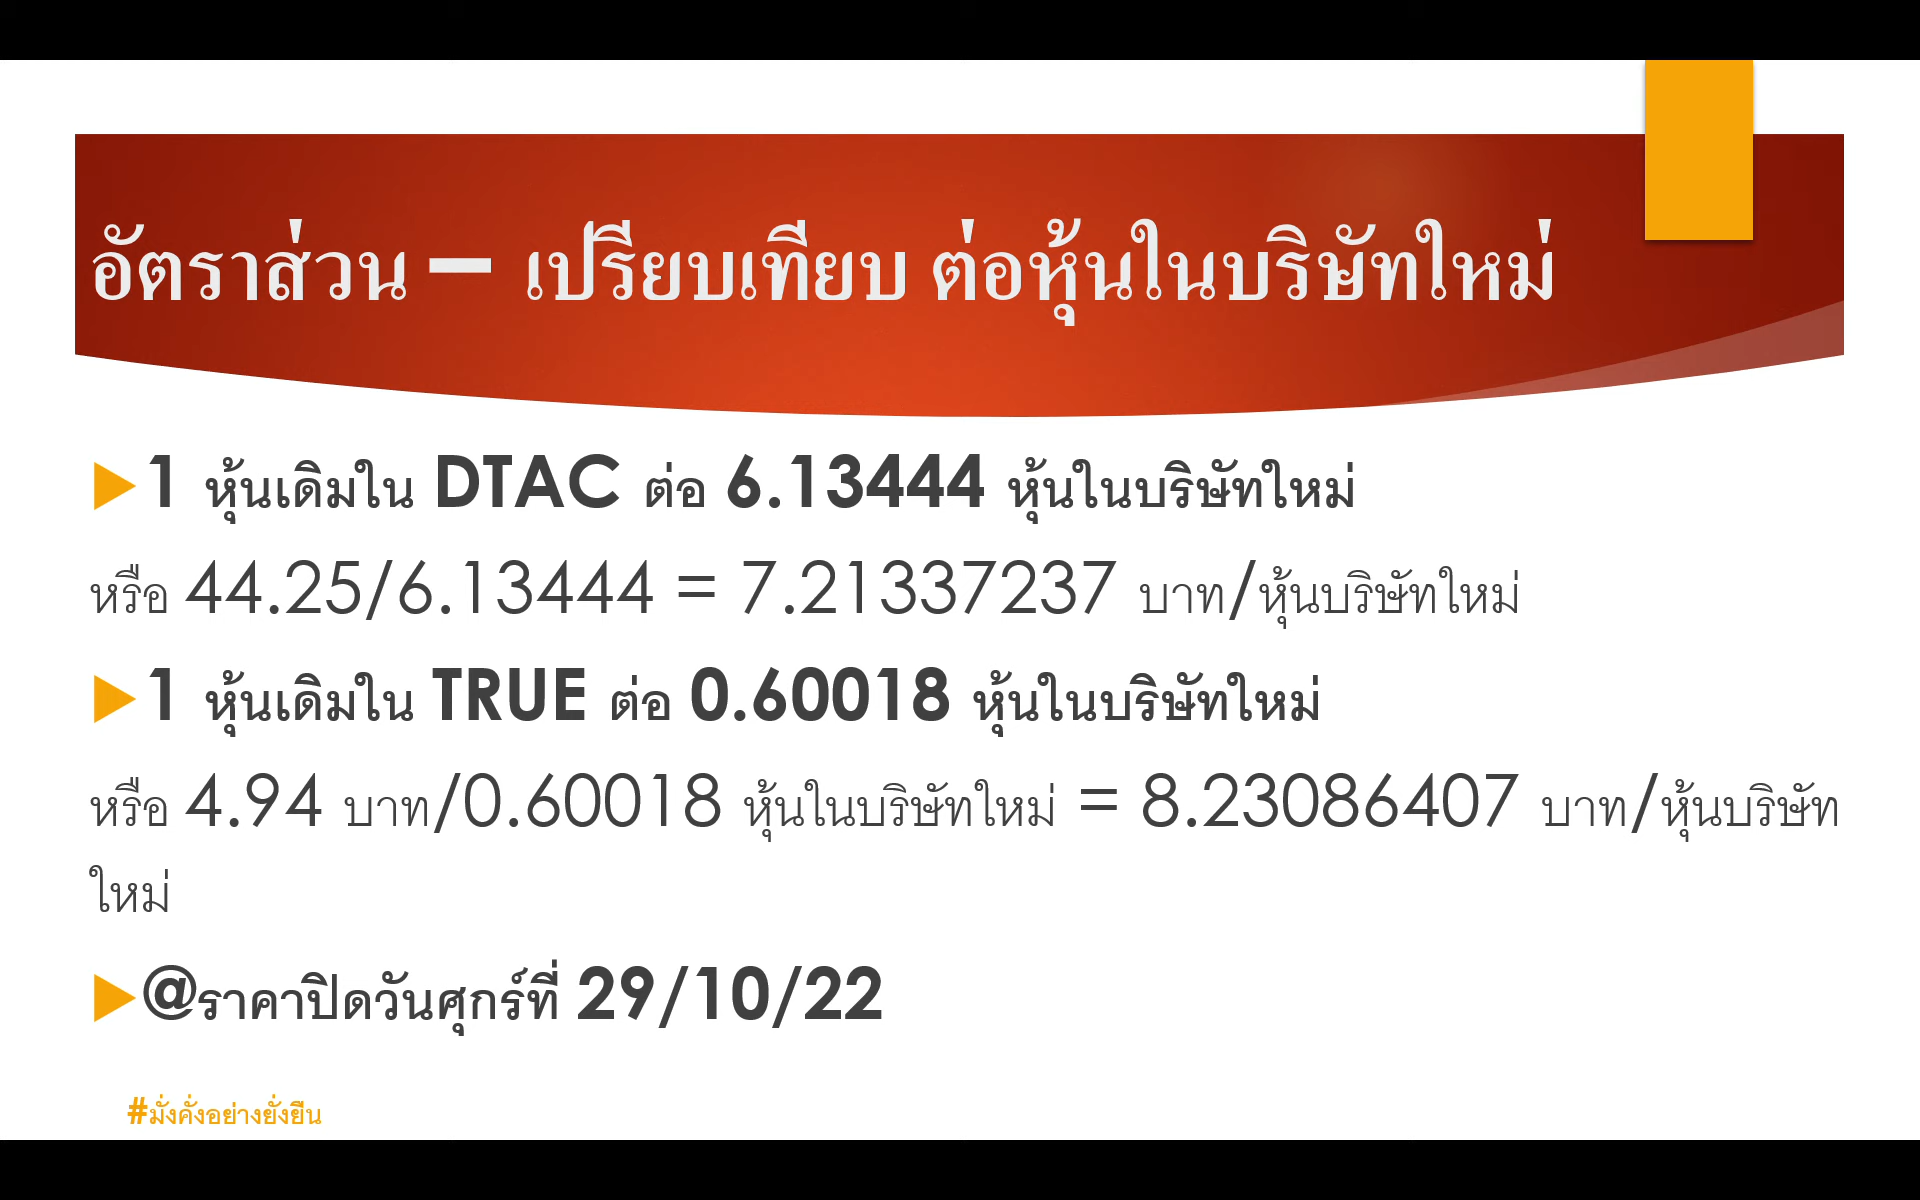 อัตราส่วน – เปรียบเทียบ ต่อหุ้นในบริษัทใหม่
1 หุ้นเดิมใน DTAC ต่อ 6.13444 หุ้นในบริษัทใหม่
หรือ 44.25/6.13444 = 7.21337237 บาท/หุ้นบริษัทใหม่
1 หุ้นเดิมใน TRUE ต่อ 0.60018 หุ้นในบริษัทใหม่
หรือ 4.94 บาท/0.60018 หุ้นในบริษัทใหม่ = 8.23086407 บาท/หุ้นบริษัท
ใหม่
@ราคาปิดวันศุกร์ที่ 29/10/22
#มั่งคั่งอย่างยั่งยืน